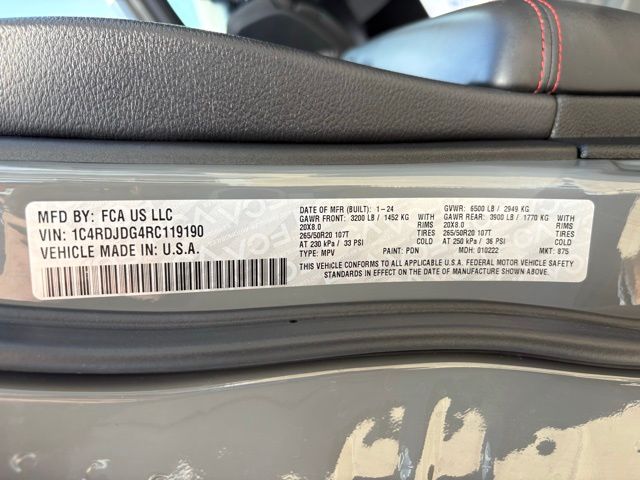 MFD BY: FCA US LLC
VIN: 1C4RDJDG4RC119190
VEHICLE MADE IN: U.S.A.
DATE OF MFR (BUILT): 1-24 GVWR: 6500 LB / 2949 KG
GAWR FRONT: 3200 LB / 1452 KG WITH GAWR REAR: 3900 LB / 1770 KG WITH
20X8.0 RIMS 20X8.0 RIMS
265/50R20 107T TIRES 265/50R20 107T TIRES
AT 230 kPa / 33 PSI COLD AT 250 kPa / 36 PSI COLD
TYPE: MPV PAINT: PDN MDH: 010222 MKT: 875
THIS VEHICLE CONFORMS TO ALL APPLICABLE U.S.A. FEDERAL MOTOR VEHICLE SAFETY
STANDARDS IN EFFECT ON THE DATE OF MANUFACTURE SHOWN ABOVE.